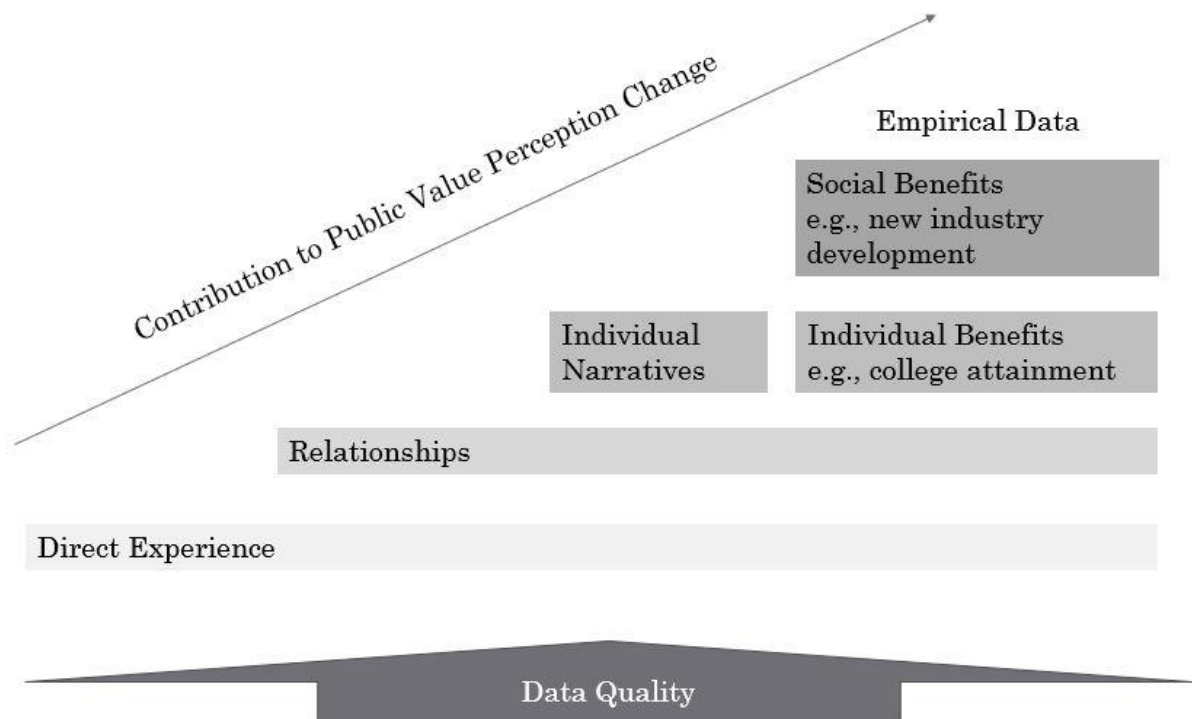 Contribution to Public Value Perception Change
Empirical Data
Social Benefits
e.g., new industry
development
Individual
Narratives
Individual Benefits
e.g., college attainment
Relationships
Direct Experience
Data Quality